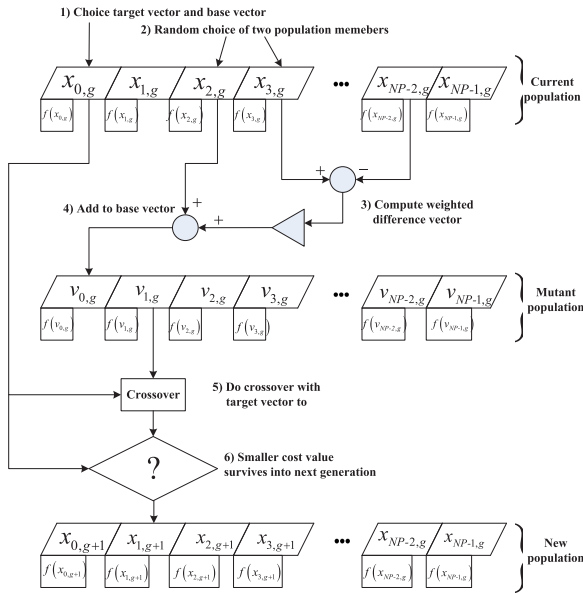 1) Choice target vector and base vector
2) Random choice of two population memebers
x0,g x1,g x2,g x3,g ••• xNP-2,g xNP-1,g
Current
population
f(x0,g) f(x1,g) f(x2,g) f(x3,g) f(xNP-2,g) f(xNP-1,g)
+ −
3) Compute weighted
difference vector
4) Add to base vector
+
+
v0,g v1,g v2,g v3,g ••• vNP-2,g vNP-1,g
Mutant
population
f(v0,g) f(v1,g) f(v2,g) f(v3,g) f(vNP-2,g) f(vNP-1,g)
Crossover
5) Do crossover with
target vector to
?
6) Smaller cost value
survives into next generation
x0,g+1 x1,g+1 x2,g+1 x3,g+1 ••• xNP-2,g xNP-1,g
New
population
f(x0,g+1) f(x1,g+1) f(x2,g+1) f(x3,g+1) f(xNP-2,g) f(xNP-1,g)